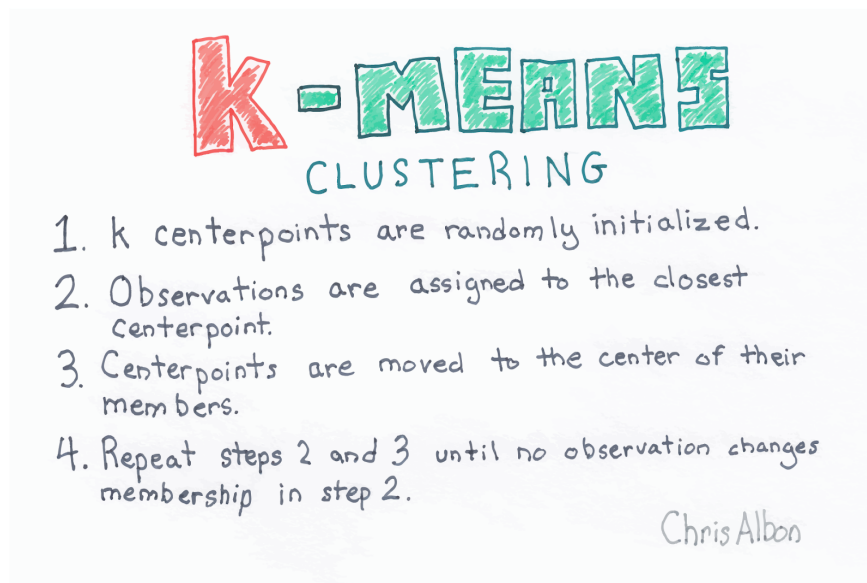 K-MEANS
CLUSTERING
1. k centerpoints are randomly initialized.
2. Observations are assigned to the closest
centerpoint.
3. Centerpoints are moved to the center of their
members.
4. Repeat steps 2 and 3 until no observation changes
membership in step 2.
Chris Albon